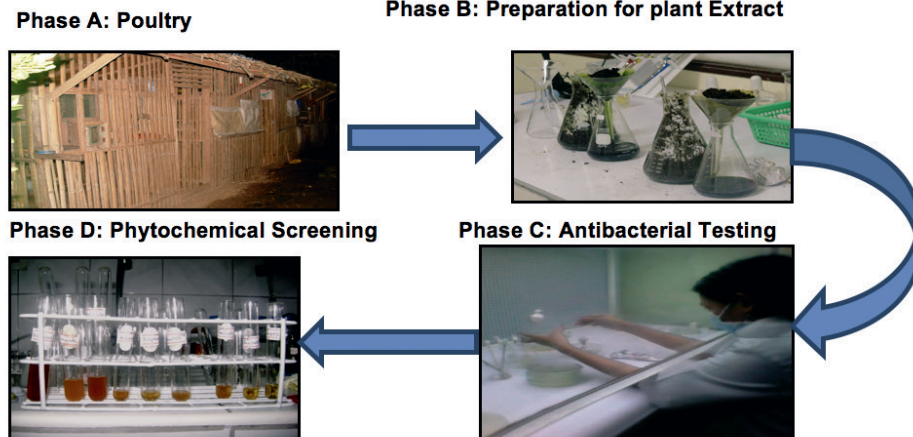 Phase A: Poultry
Phase B: Preparation for plant Extract
Phase D: Phytochemical Screening
Phase C: Antibacterial Testing